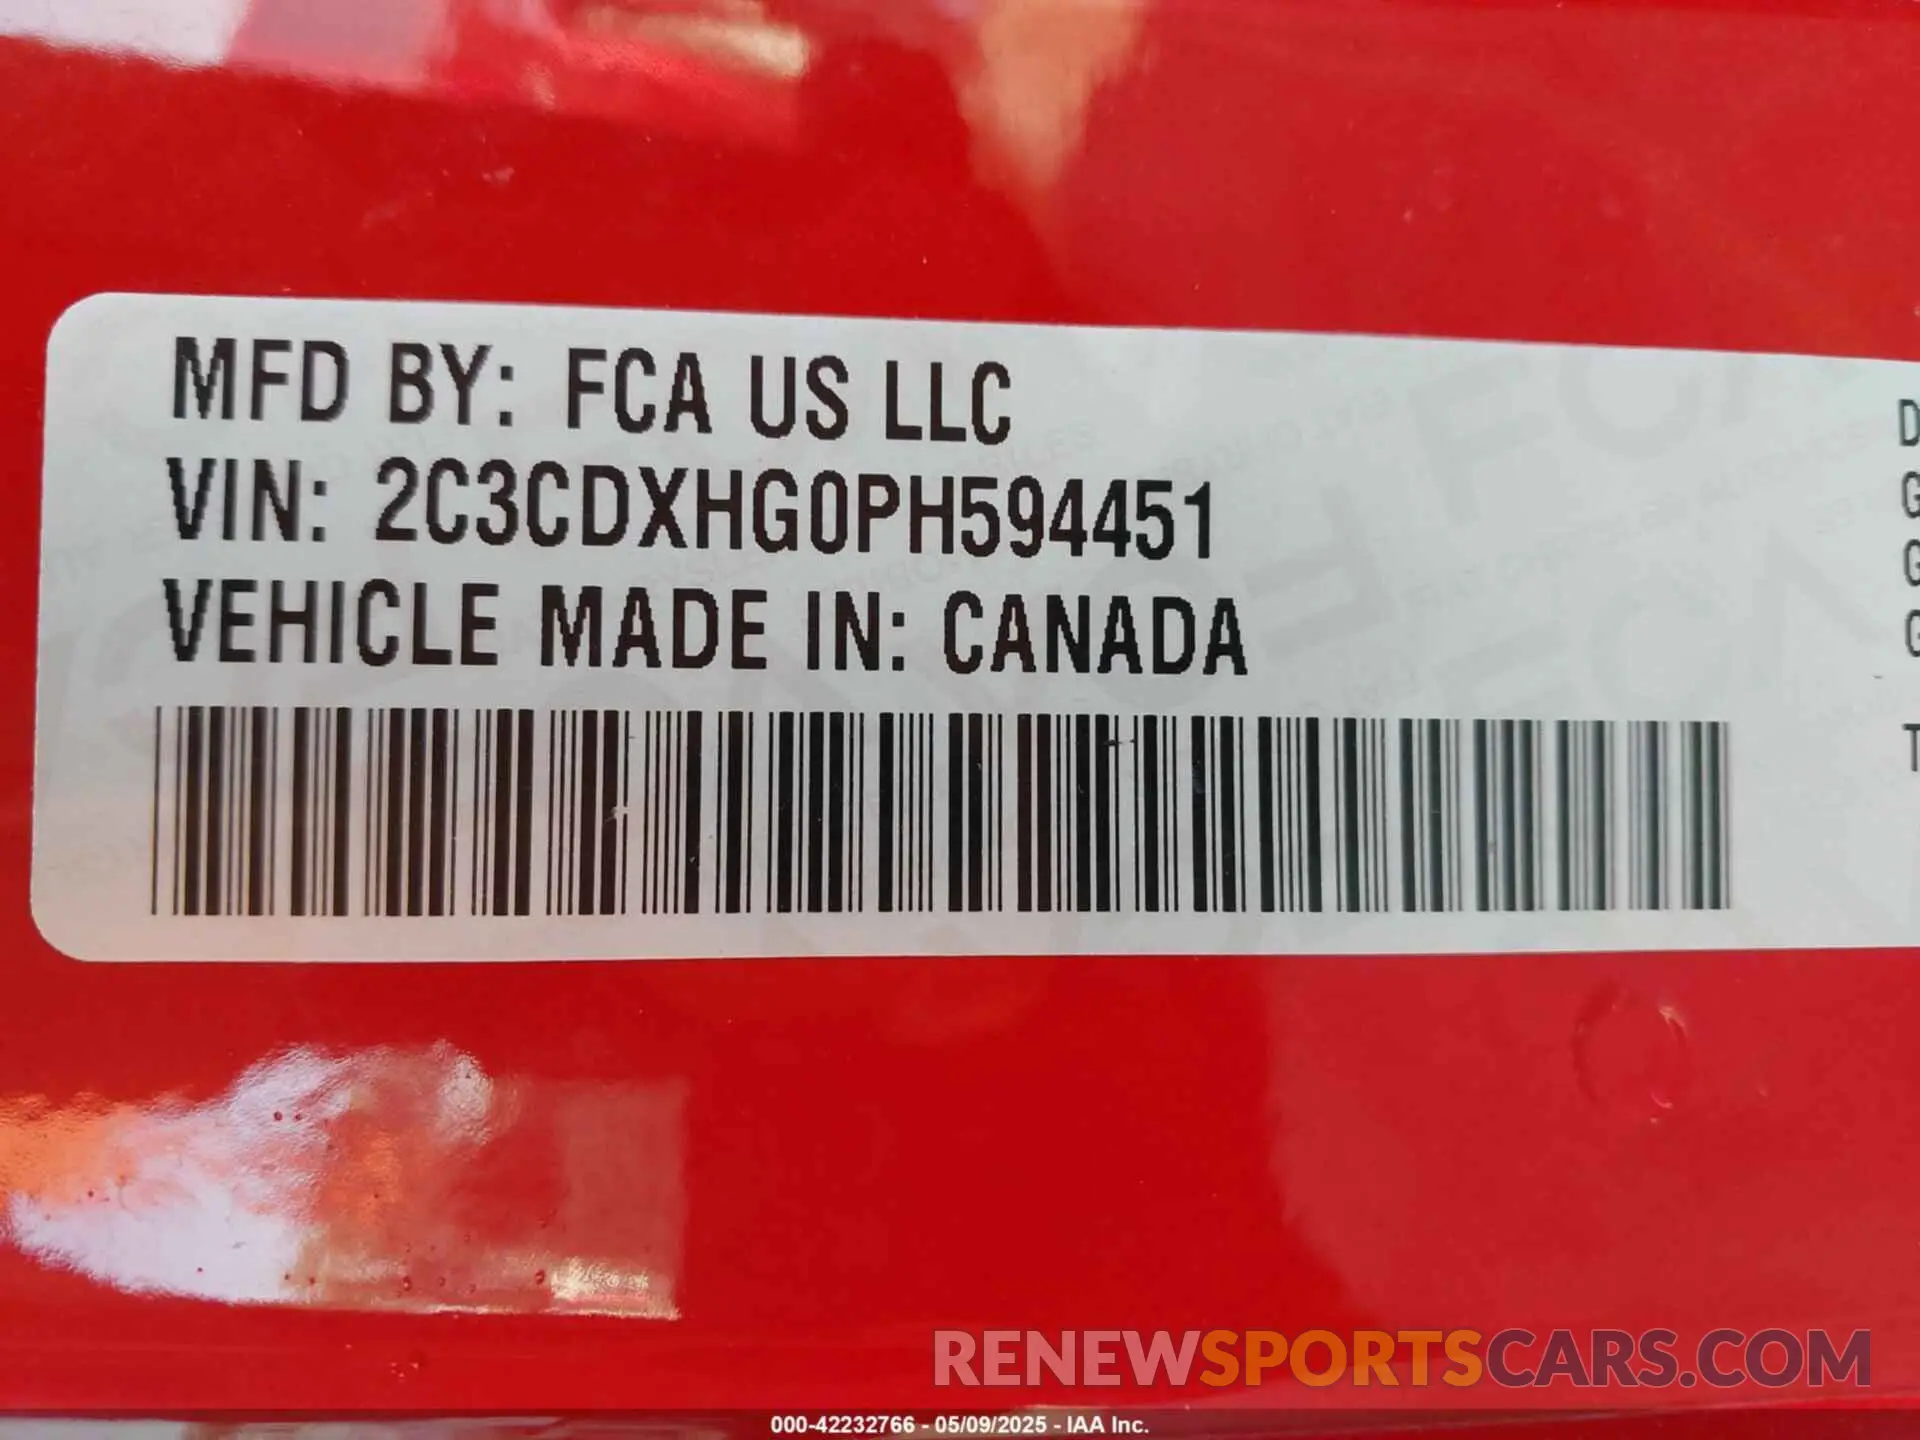 MFD BY: FCA US LLC
VIN: 2C3CDXHG0PH594451
VEHICLE MADE IN: CANADA
D
G
G
G
T
RENEWSPORTSCARS.COM
000-42232766 - 05/09/2025 - IAA Inc.